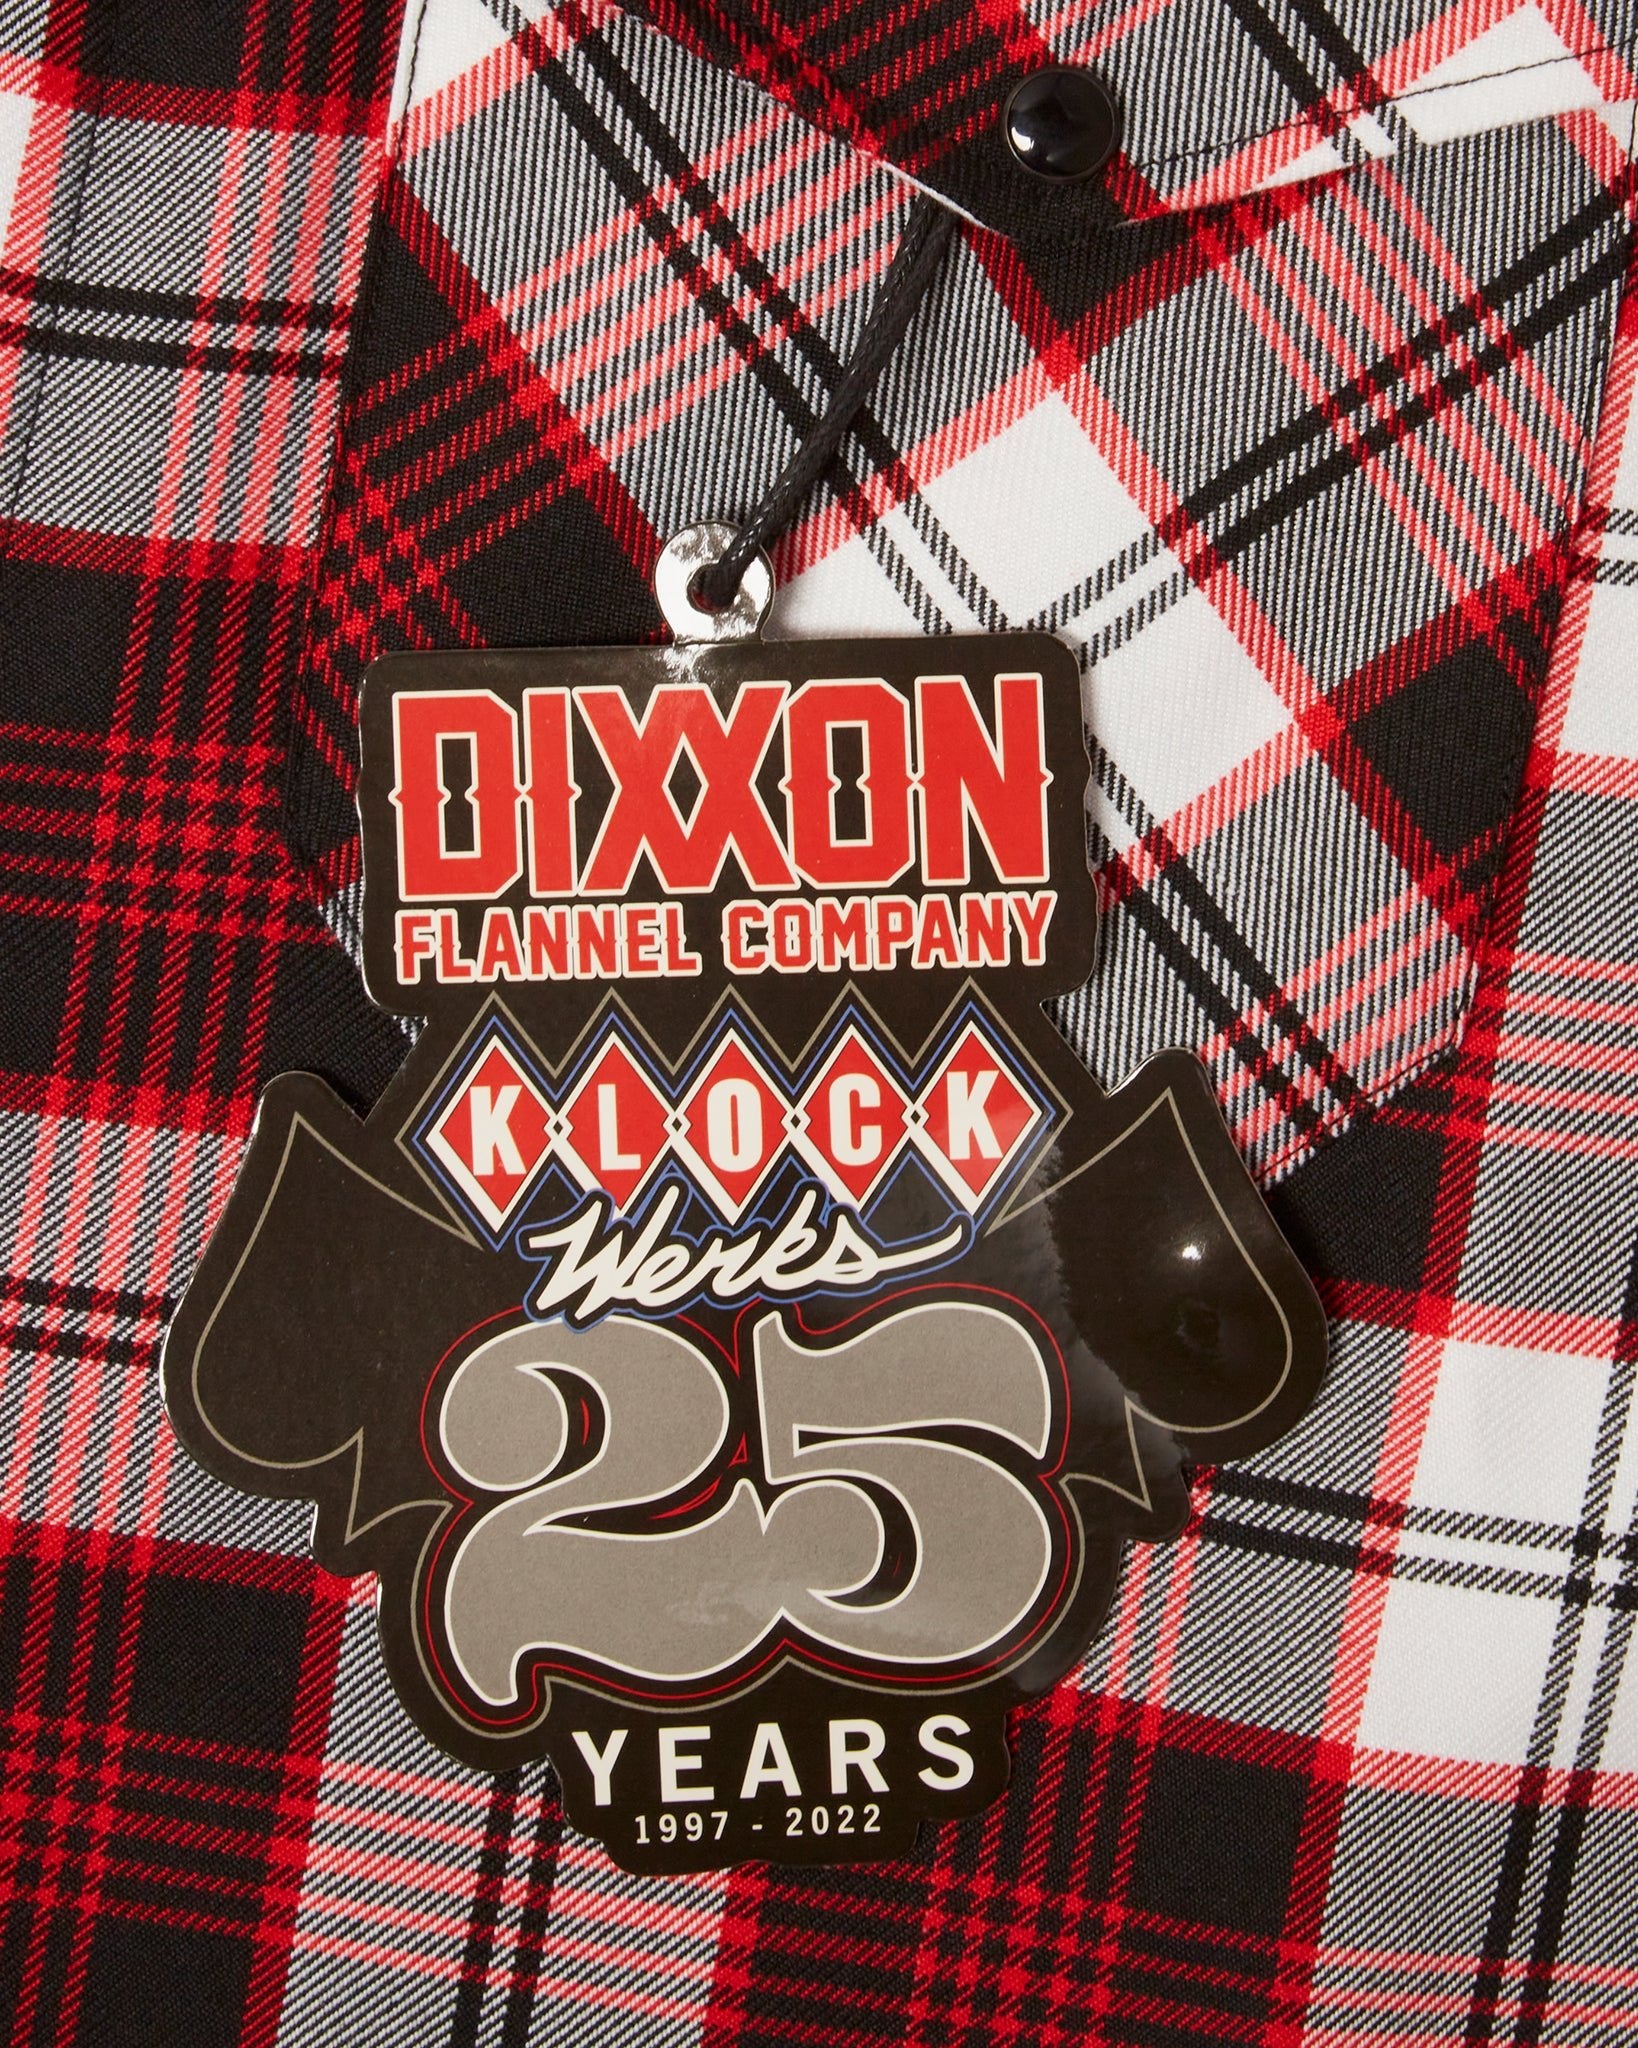 DIXXON
FLANNEL COMPANY
KLOCK
Werks
25
YEARS
1997 - 2022